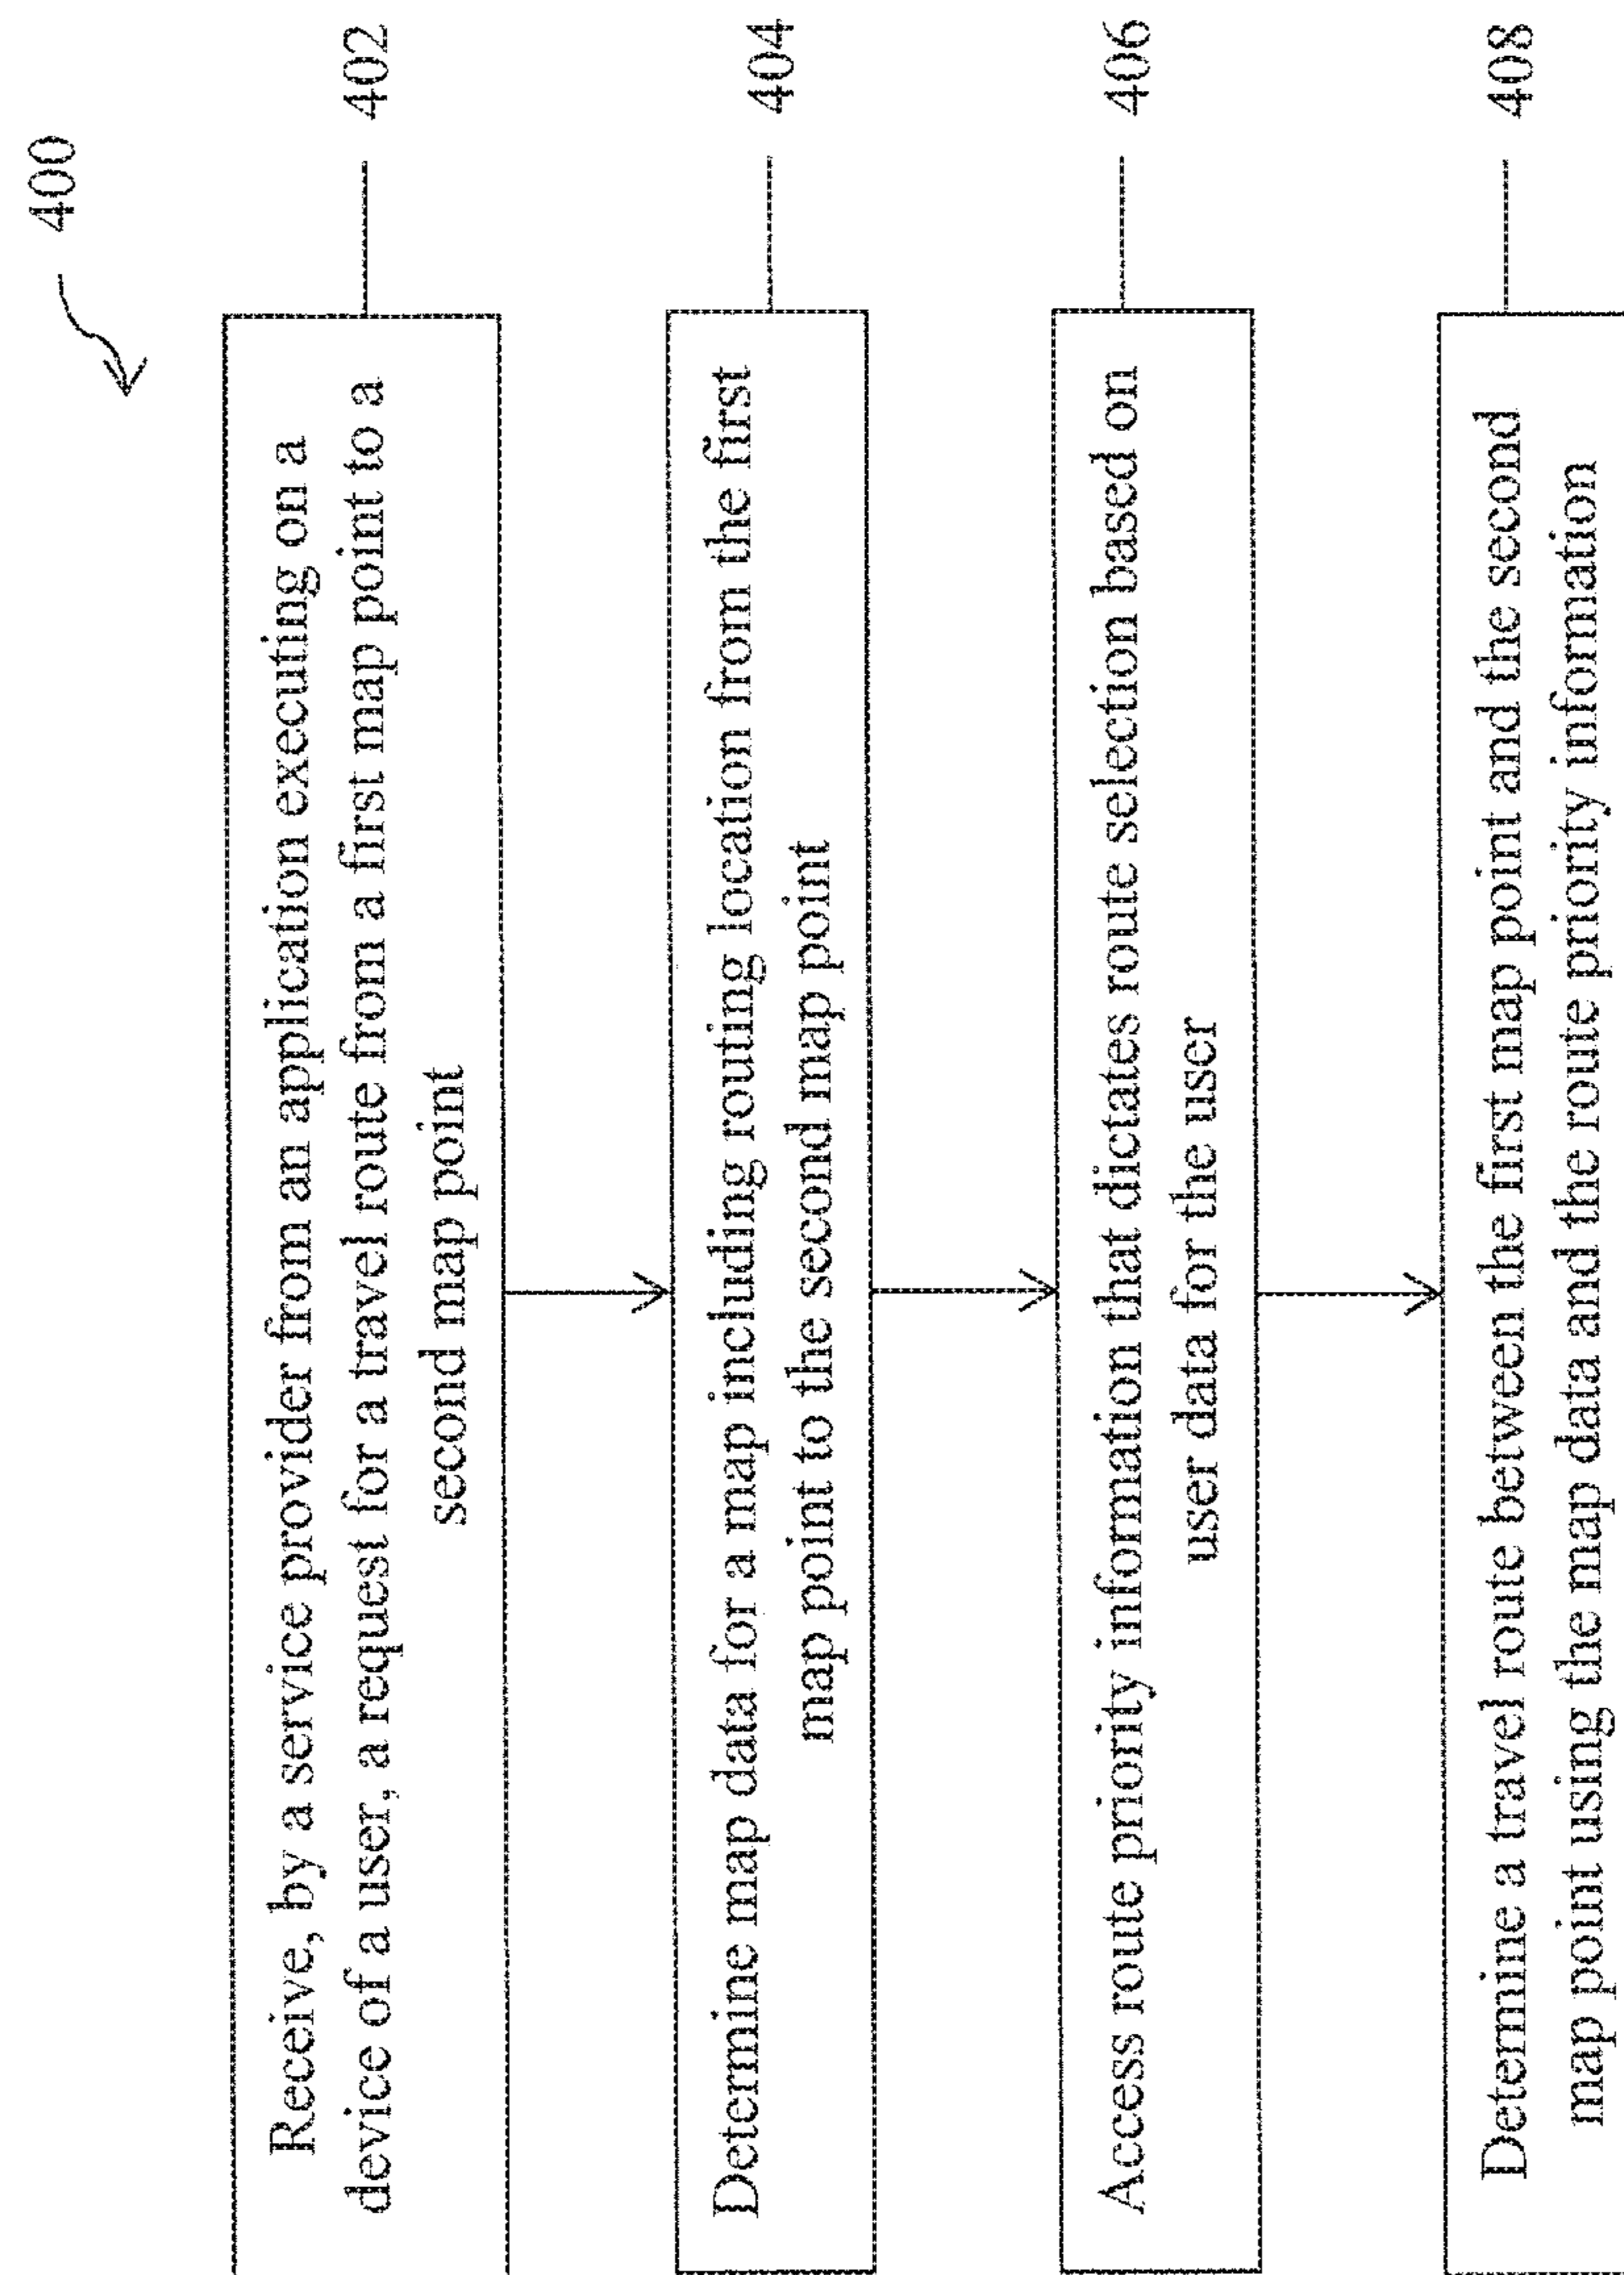 400
Receive, by a service provider from an application executing on a
device of a user, a request for a travel route from a first map point to a
second map point
402
Determine map data for a map including routing location from the first
map point to the second map point
404
Access route priority information that dictates route selection based on
user data for the user
406
Determine a travel route between the first map point and the second
map point using the map data and the route priority information
408